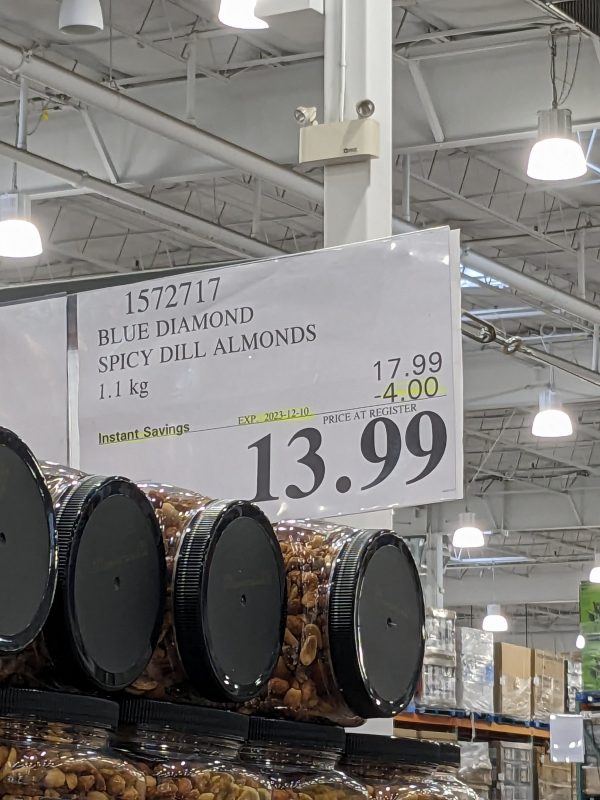 1572717
BLUE DIAMOND
SPICY DILL ALMONDS
1.1 kg
17.99
-4.00
Instant Savings EXP. 2023-12-10 PRICE AT REGISTER
13.99